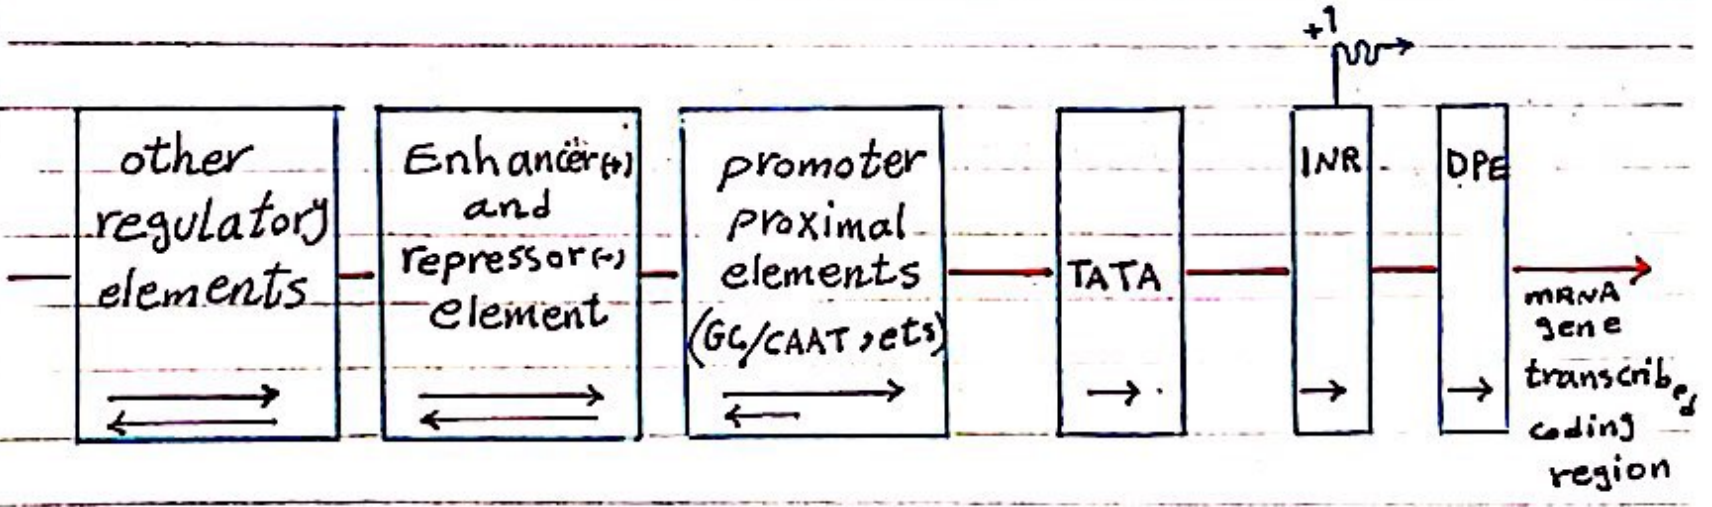 +1
other
regulatory
elements
Enhancer(+)
and
repressor(-)
element
promoter
proximal
elements
(GC/CAAT, ets)
TATA
INR
DPE
mRNA
gene
transcribed
coding
region